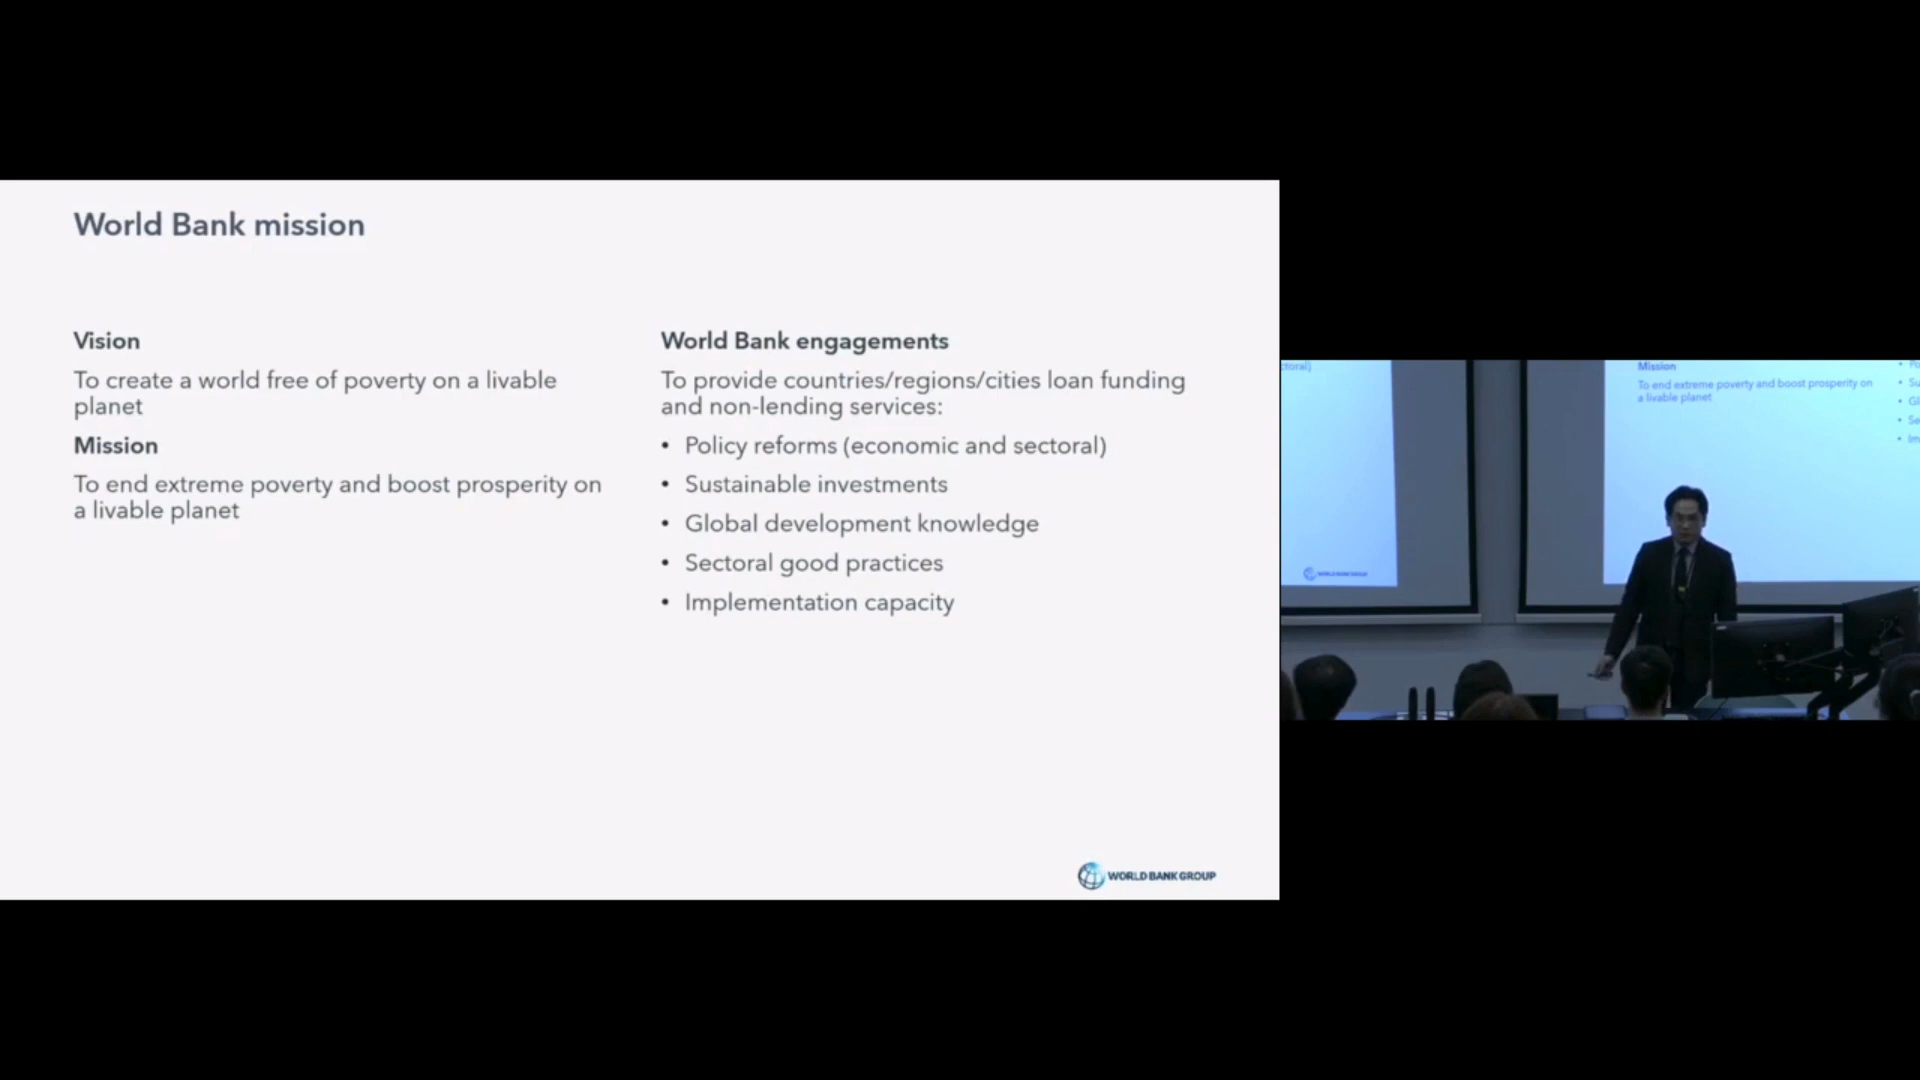 World Bank mission
Vision
To create a world free of poverty on a livable
planet
Mission
To end extreme poverty and boost prosperity on
a livable planet
World Bank engagements
To provide countries/regions/cities loan funding
and non-lending services:
• Policy reforms (economic and sectoral)
• Sustainable investments
• Global development knowledge
• Sectoral good practices
• Implementation capacity
WORLD BANK GROUP
Mission
To end extreme poverty and boost prosperity on
a livable planet
WORLD BANK GROUP